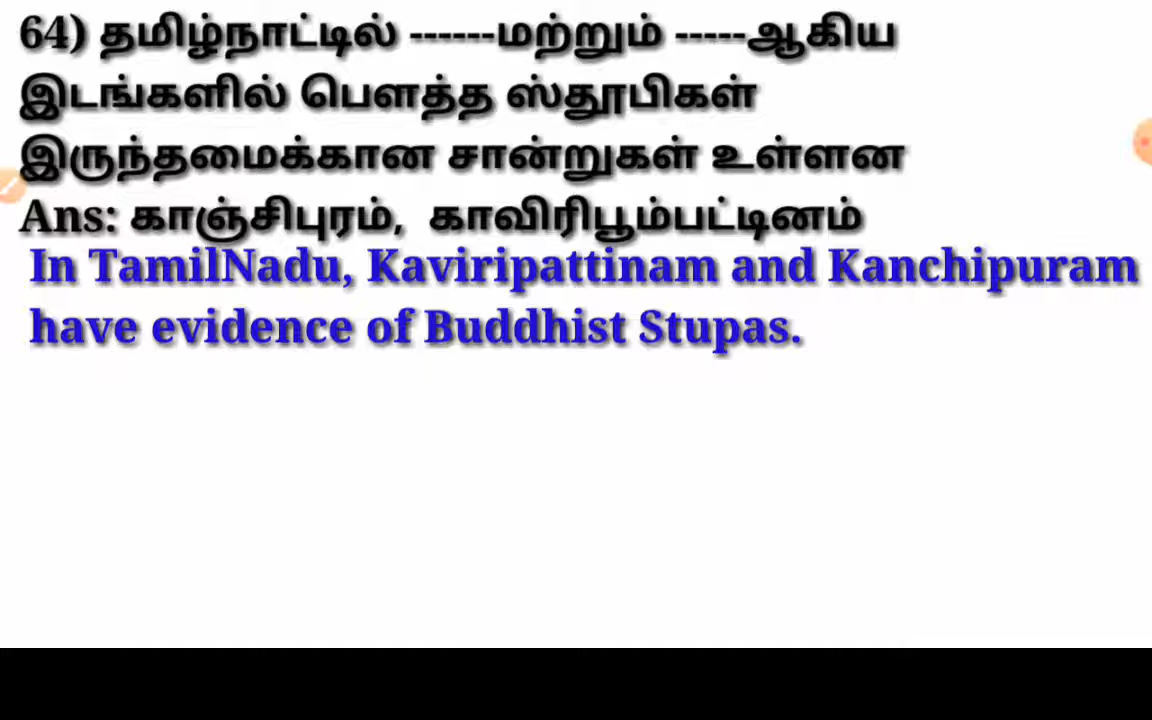 64) தமிழ்நாட்டில் ------மற்றும் -----ஆகிய
இடங்களில் பௌத்த ஸ்தூபிகள்
இருந்தமைக்கான சான்றுகள் உள்ளன
Ans: காஞ்சிபுரம், காவிரிபூம்பட்டினம்
In TamilNadu, Kaviripattinam and Kanchipuram
have evidence of Buddhist Stupas.